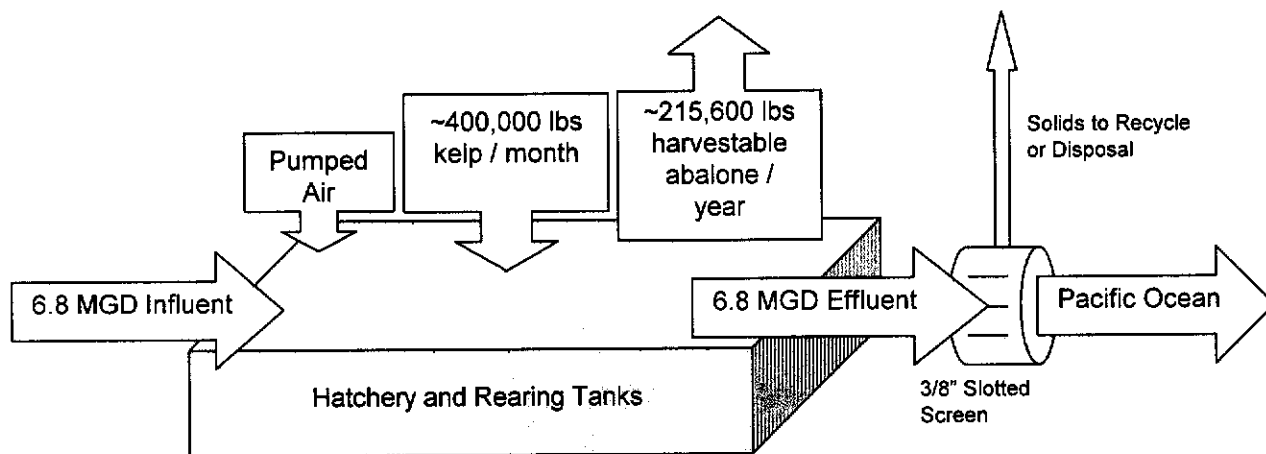 Pumped
Air
~400,000 lbs
kelp / month
~215,600 lbs
harvestable
abalone /
year
Solids to Recycle
or Disposal
6.8 MGD Influent
6.8 MGD Effluent
Pacific Ocean
Hatchery and Rearing Tanks
3/8" Slotted
Screen